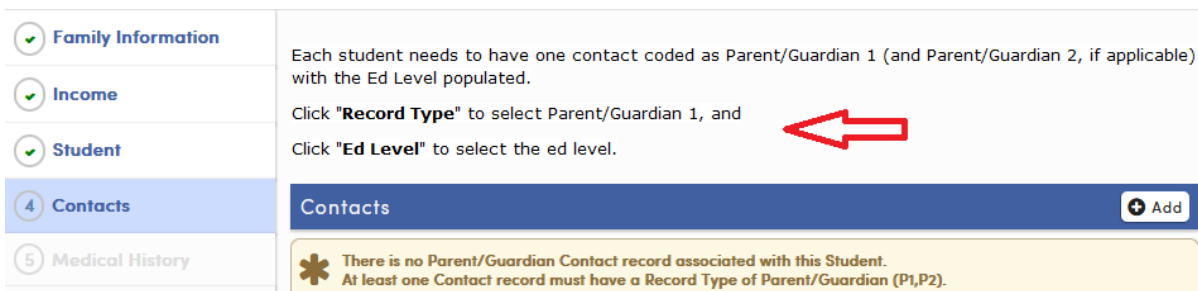 Family Information
Income
Student
4 Contacts
5 Medical History
Each student needs to have one contact coded as Parent/Guardian 1 (and Parent/Guardian 2, if applicable)
with the Ed Level populated.
Click "Record Type" to select Parent/Guardian 1, and
Click "Ed Level" to select the ed level.
Contacts
Add
There is no Parent/Guardian Contact record associated with this Student.
At least one Contact record must have a Record Type of Parent/Guardian (P1,P2).